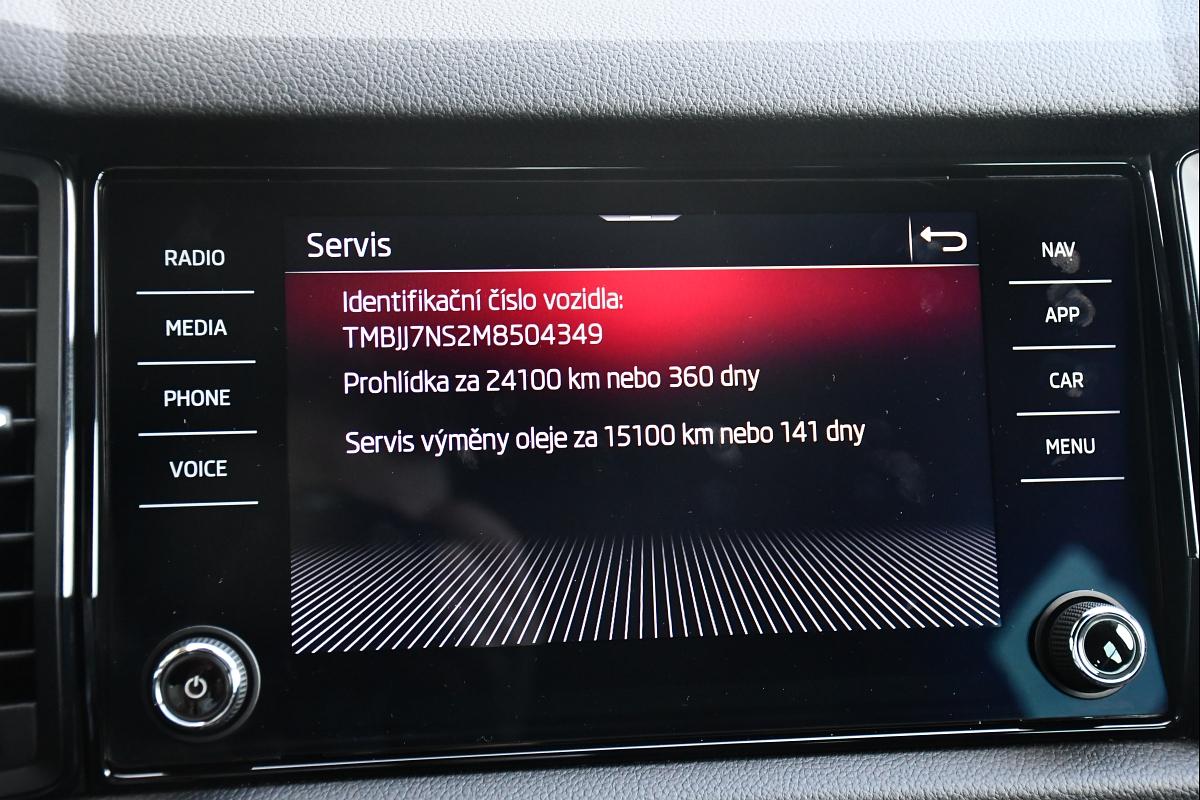 Servis
RADIO
MEDIA
PHONE
VOICE
Identifikační číslo vozidla:
TMBJJ7NS2M8504349
Prohlídka za 24100 km nebo 360 dny
Servis výměny oleje za 15100 km nebo 141 dny
NAV
APP
CAR
MENU